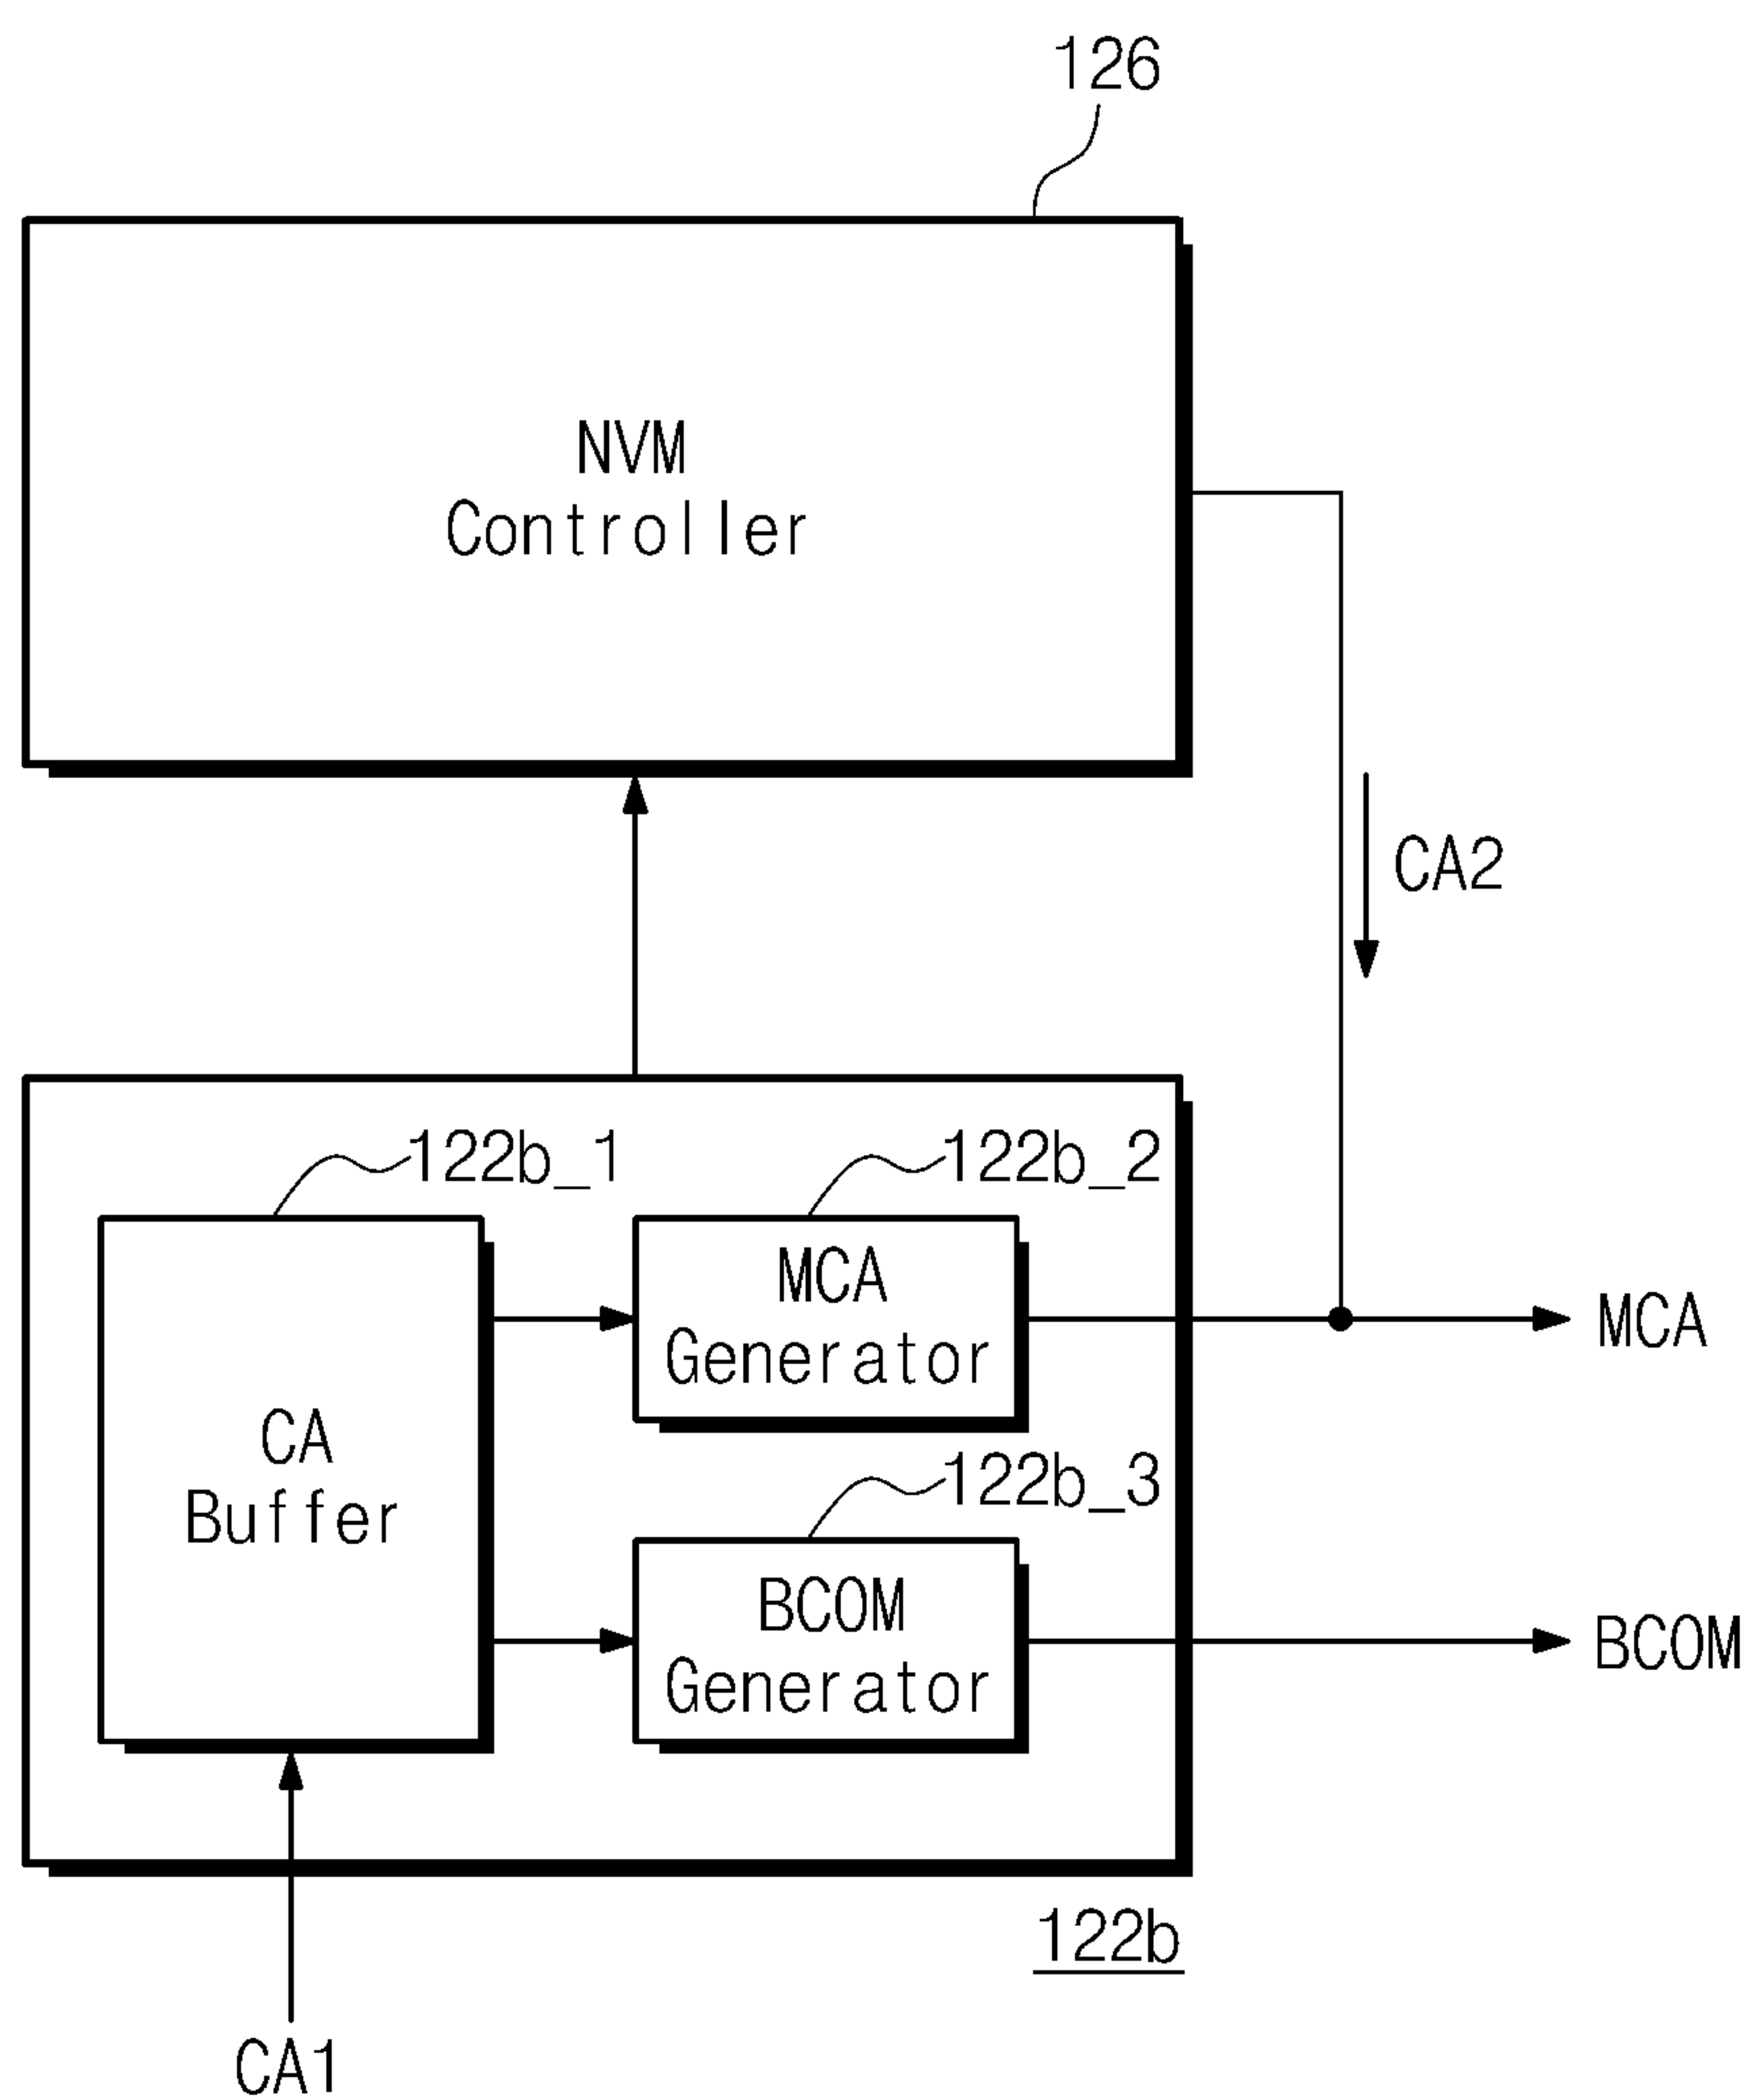 126
NVM
Controller
CA2
122b_1
122b_2
MCA
Generator
MCA
CA
Buffer
122b_3
BCOM
Generator
BCOM
122b
CA1